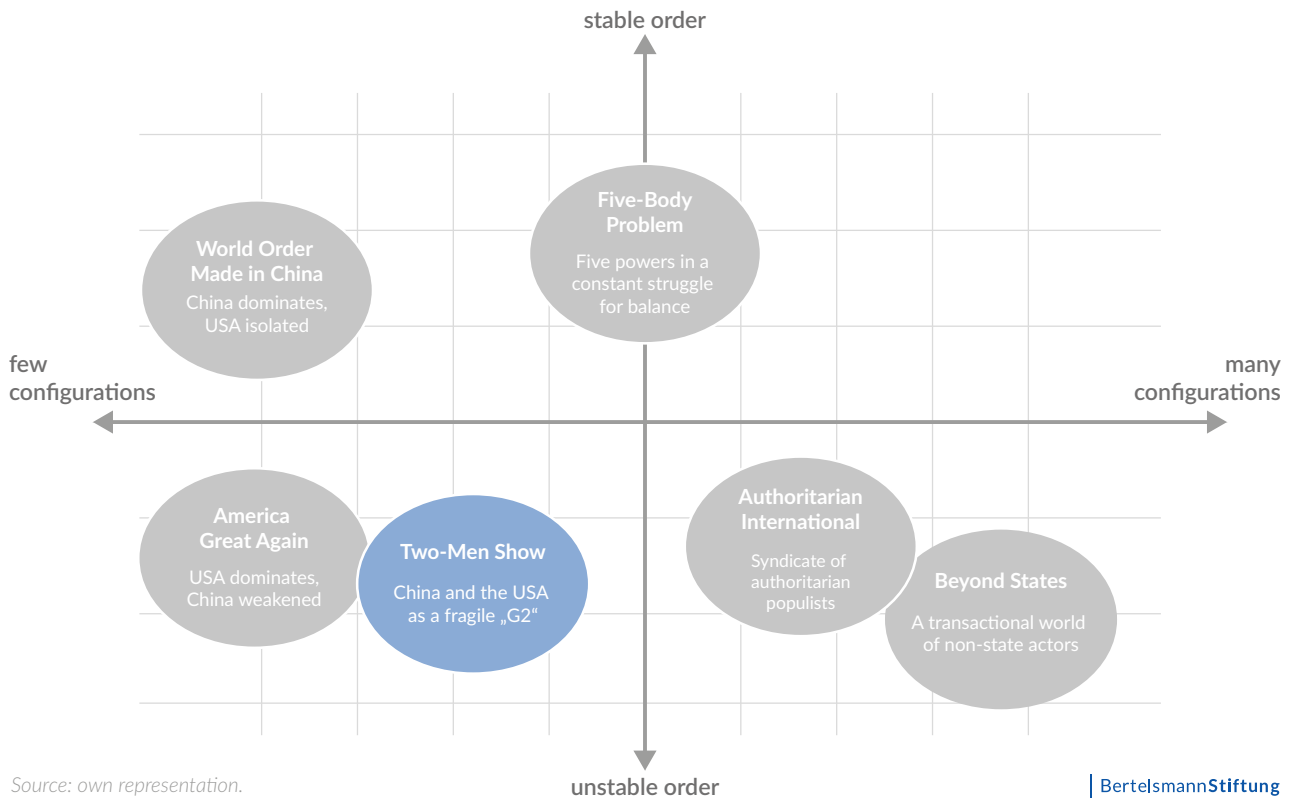 stable order
Five-Body
Problem
Five powers in a
constant struggle
for balance
World Order
Made in China
China dominates,
USA isolated
few
configurations
many
configurations
America
Great Again
USA dominates,
China weakened
Two-Men Show
China and the USA
as a fragile „G2“
Authoritarian
International
Syndicate of
authoritarian
populists
Beyond States
A transactional world
of non-state actors
unstable order
Source: own representation.
BertelsmannStiftung